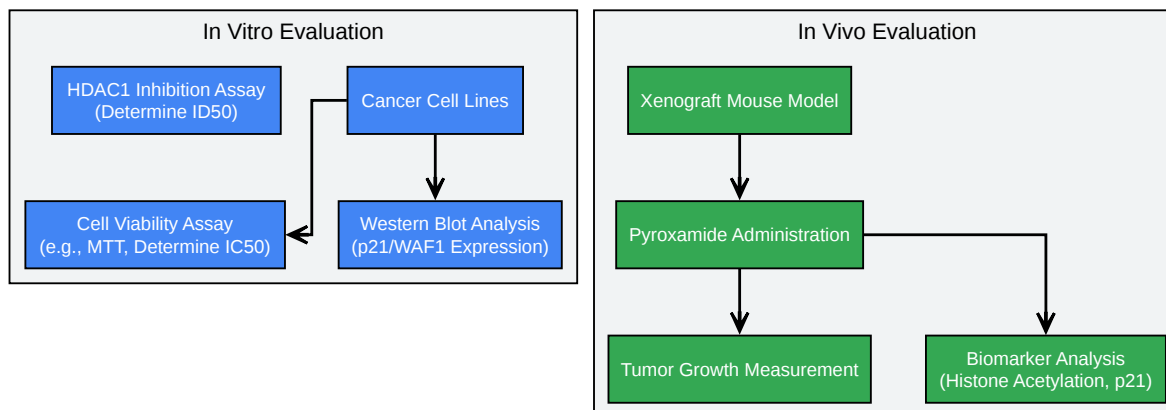 In Vitro Evaluation
HDAC1 Inhibition Assay
(Determine ID50)
Cancer Cell Lines
Cell Viability Assay
(e.g., MTT, Determine IC50)
Western Blot Analysis
(p21/WAF1 Expression)
In Vivo Evaluation
Xenograft Mouse Model
Pyroxamide Administration
Tumor Growth Measurement
Biomarker Analysis
(Histone Acetylation, p21)